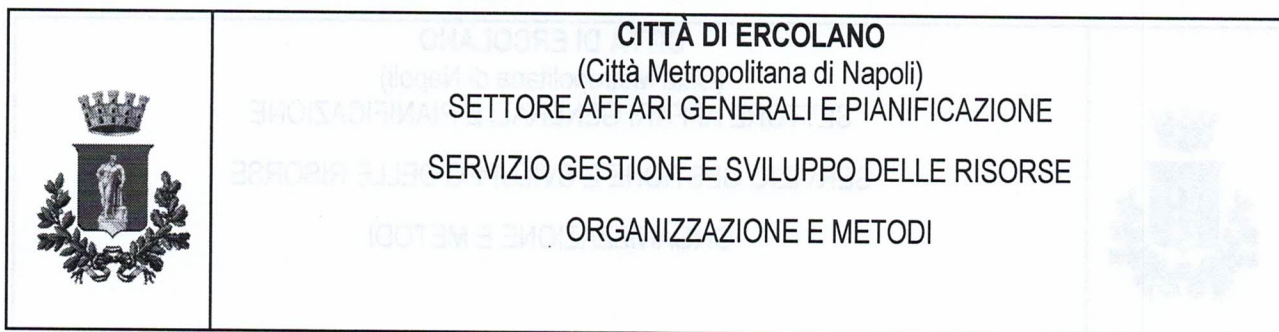 CITTÀ DI ERCOLANO
(Città Metropolitana di Napoli)
SETTORE AFFARI GENERALI E PIANIFICAZIONE
SERVIZIO GESTIONE E SVILUPPO DELLE RISORSE
ORGANIZZAZIONE E METODI